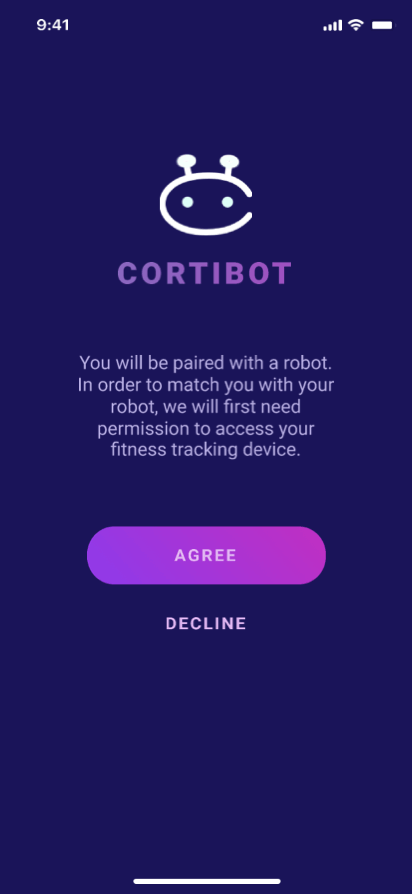 9:41
CORTIBOT
You will be paired with a robot.
In order to match you with your
robot, we will first need
permission to access your
fitness tracking device.
AGREE
DECLINE